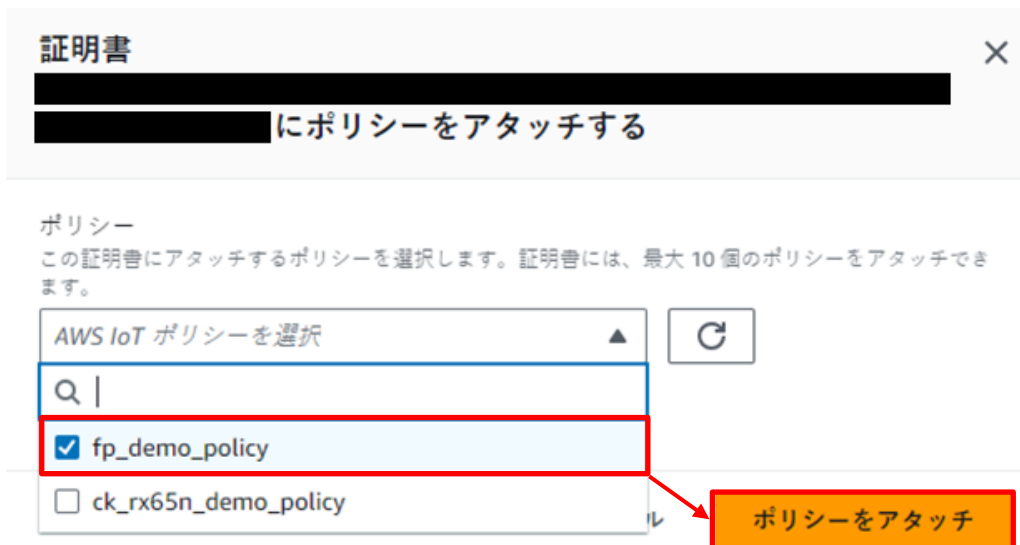 証明書
にポリシーをアタッチする
ポリシー
この証明書にアタッチするポリシーを選択します。証明書には、最大 10 個のポリシーをアタッチでき
ます。
AWS IoT ポリシーを選択
fp_demo_policy
ck_rx65n_demo_policy
ル
ポリシーをアタッチ